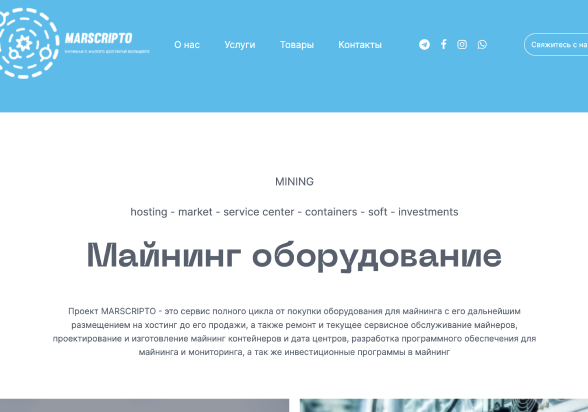 MARSCRIPTO
О нас Услуги Товары Контакты Свяжитесь с на
MINING
hosting - market - service center - containers - soft - investments
Майнинг оборудование
Проект MARSCRIPTO - это сервис полного цикла от покупки оборудования для майнинга с его дальнейшим
размещением на хостинг до его продажи, а также ремонт и текущее сервисное обслуживание майнеров,
проектирование и изготовление майнинг контейнеров и дата центров, разработка программного обеспечения для
майнинга и мониторинга, а так же инвестиционные программы в майнинг